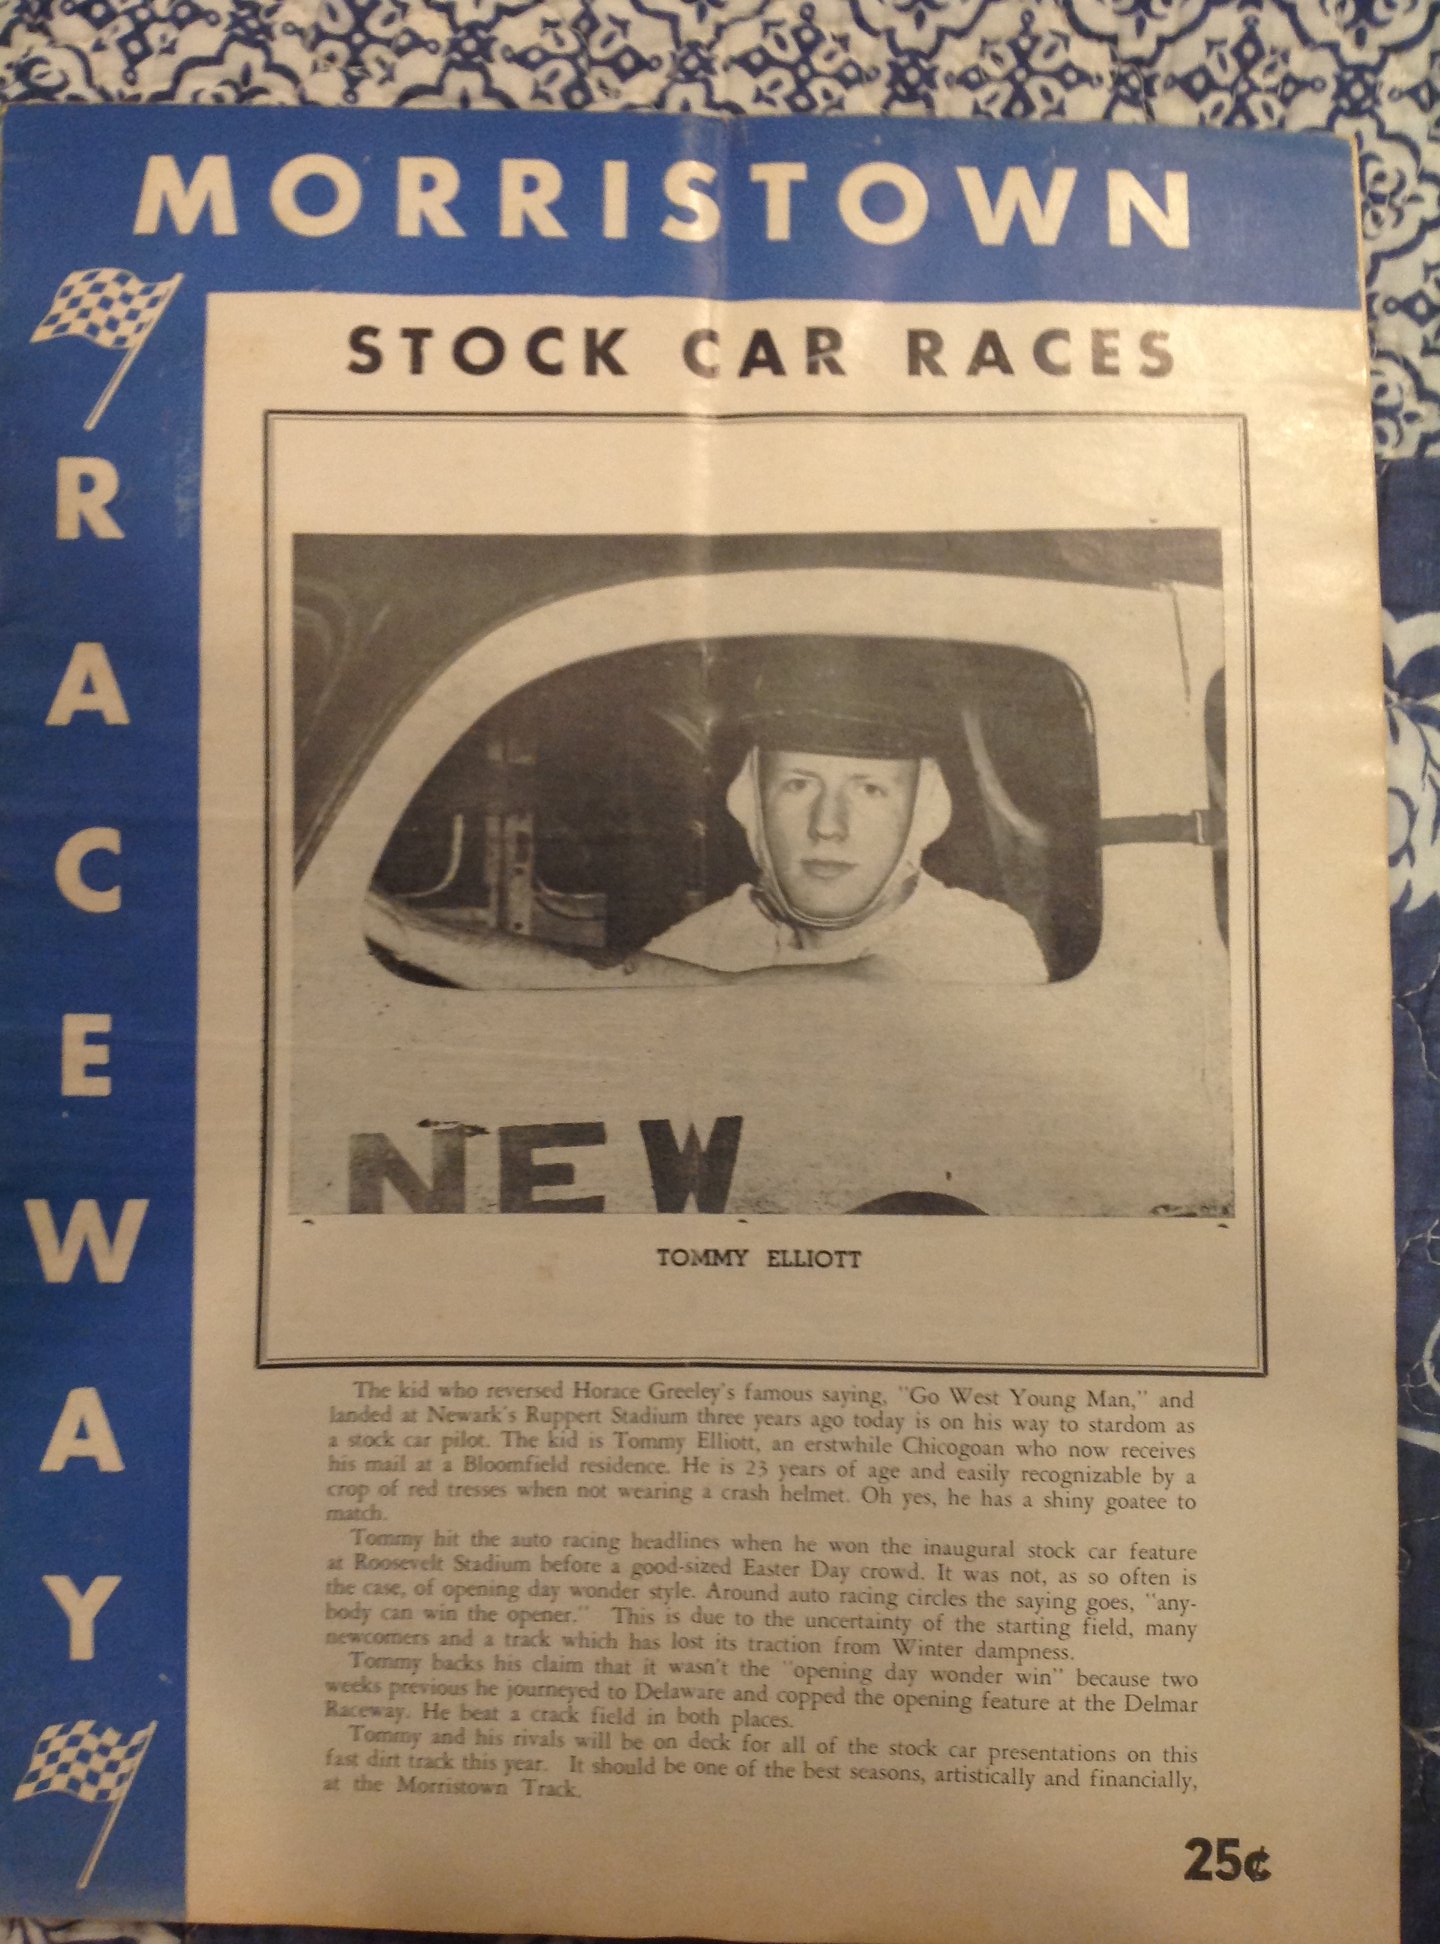 MORRISTOWN
RACEWAY
STOCK CAR RACES
NEW
TOMMY ELLIOTT
The kid who reversed Horace Greeley's famous saying, "Go West Young Man," and
landed at Newark's Ruppert Stadium three years ago today is on his way to stardom as
a stock car pilot. The kid is Tommy Elliott, an erstwhile Chicogoan who now receives
his mail at a Bloomfield residence. He is 23 years of age and easily recognizable by a
crop of red tresses when not wearing a crash helmet. Oh yes, he has a shiny goatee to
match.
Tommy hit the auto racing headlines when he won the inaugural stock car feature
at Roosevelt Stadium before a good-sized Easter Day crowd. It was not, as so often is
the case, of opening day wonder style. Around auto racing circles the saying goes, "any-
body can win the opener." This is due to the uncertainty of the starting field, many
newcomers and a track which has lost its traction from Winter dampness.
Tommy backs his claim that it wasn't the "opening day wonder win" because two
weeks previous he journeyed to Delaware and copped the opening feature at the Delmar
Raceway. He beat a crack field in both places.
Tommy and his rivals will be on deck for all of the stock car presentations on this
fast dirt track this year. It should be one of the best seasons, artistically and financially,
at the Morristown Track.
25¢